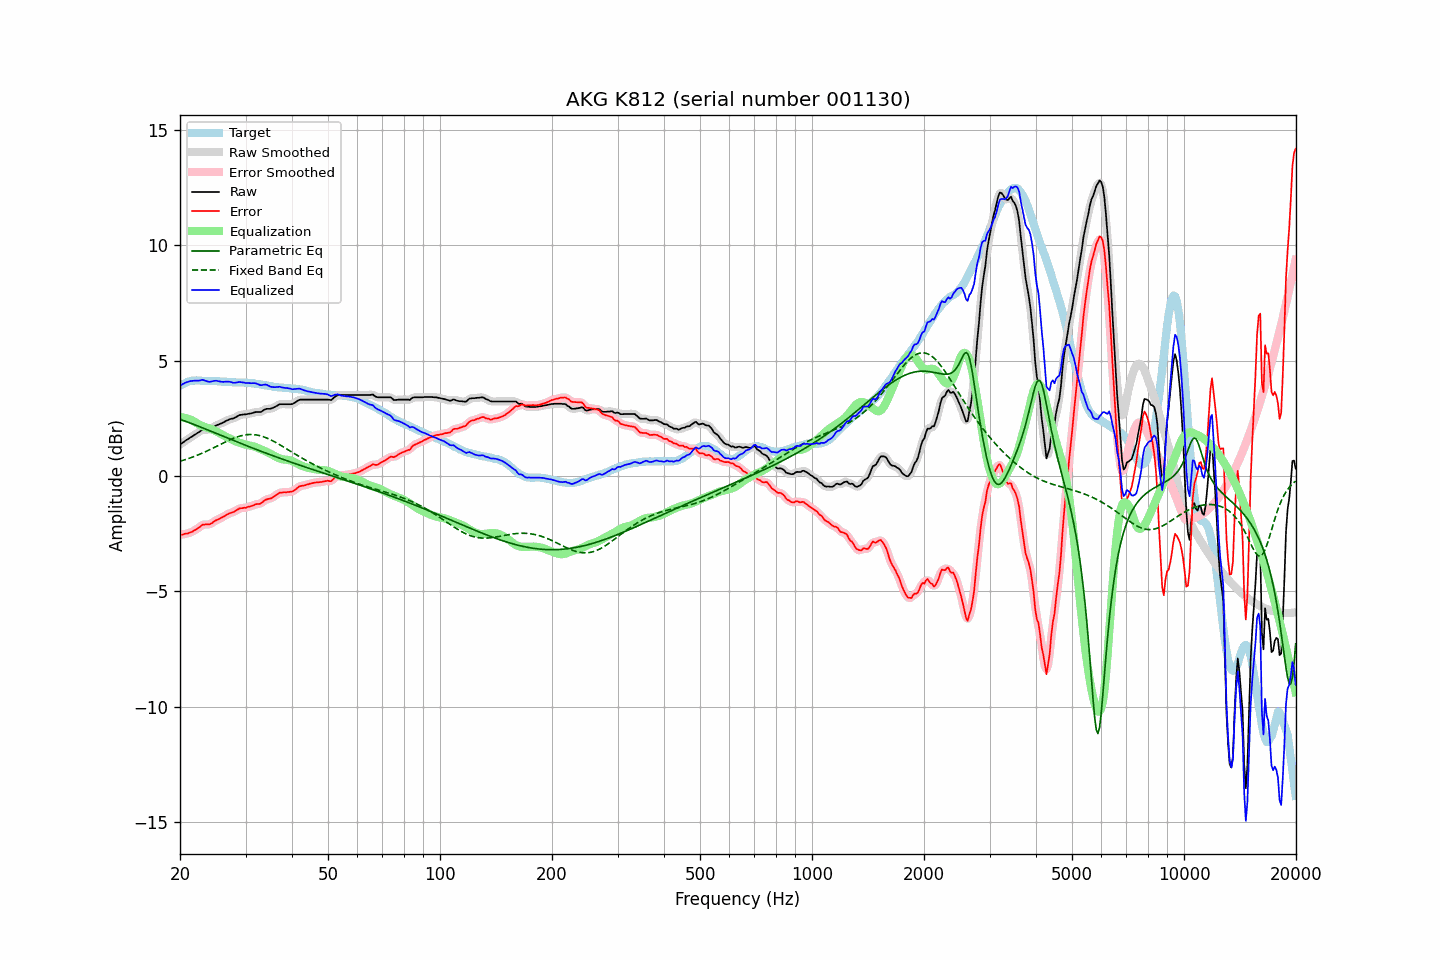 AKG K812 (serial number 001130)
15
10
5
0
−5
−10
−15
Amplitude (dBr)
Target
Raw Smoothed
Error Smoothed
Raw
Error
Equalization
Parametric Eq
Fixed Band Eq
Equalized
20
50
100
200
500
1000
2000
5000
10000
20000
Frequency (Hz)